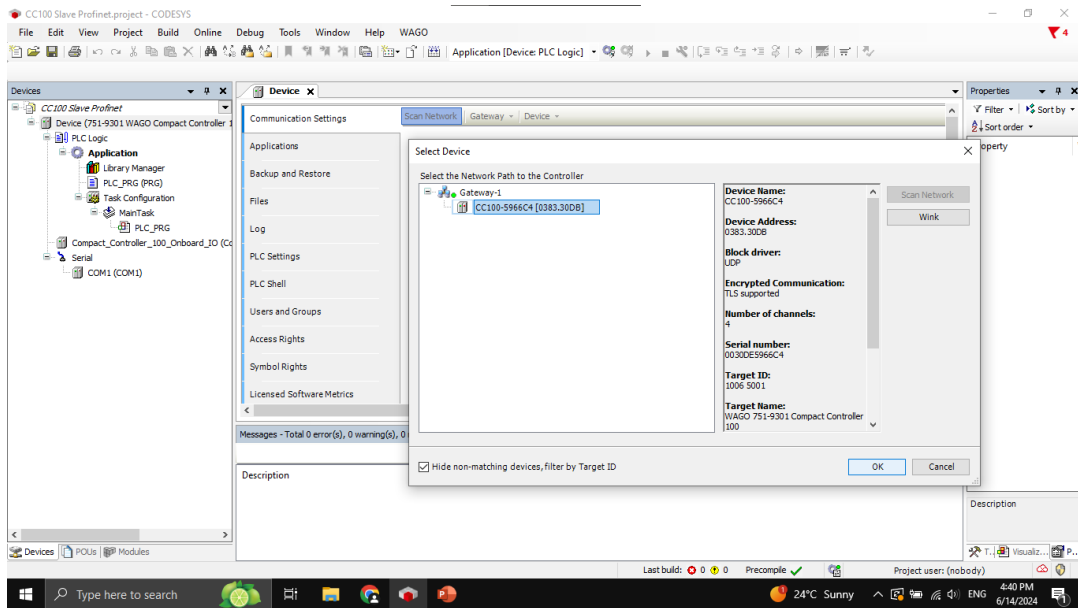 CC100 Slave Profinet.project - CODESYS
File Edit View Project Build Online Debug Tools Window Help WAGO
4
Application [Device: PLC Logic]
Devices
CC100 Slave Profinet
Device (751-9301 WAGO Compact Controller 1
PLC Logic
Application
Library Manager
PLC_PRG (PRG)
Task Configuration
MainTask
PLC_PRG
Compact_Controller_100_Onboard_IO (Co
Serial
COM1 (COM1)
Devices POUs Modules
Device
Communication Settings
Applications
Backup and Restore
Files
Log
PLC Settings
PLC Shell
Users and Groups
Access Rights
Symbol Rights
Licensed Software Metrics
Scan Network Gateway Device
Select Device
Select the Network Path to the Controller
Gateway-1
CC100-5966C4 [0383.30DB]
Device Name:
CC100-5966C4
Device Address:
0383.30DB
Block driver:
UDP
Encrypted Communication:
TLS supported
Number of channels:
4
Serial number:
0030DE5966C4
Target ID:
1006 5001
Target Name:
WAGO 751-9301 Compact Controller
100
Scan Network
Wink
Hide non-matching devices, filter by Target ID
OK Cancel
Messages - Total 0 error(s), 0 warning(s), 0
Description
Properties
Filter Sort by
Sort order
operty
Description
T.. Visualiz... P..
Last build: 0 0 Precompile Project user: (nobody)
Type here to search
24°C Sunny ENG
4:40 PM
6/14/2024